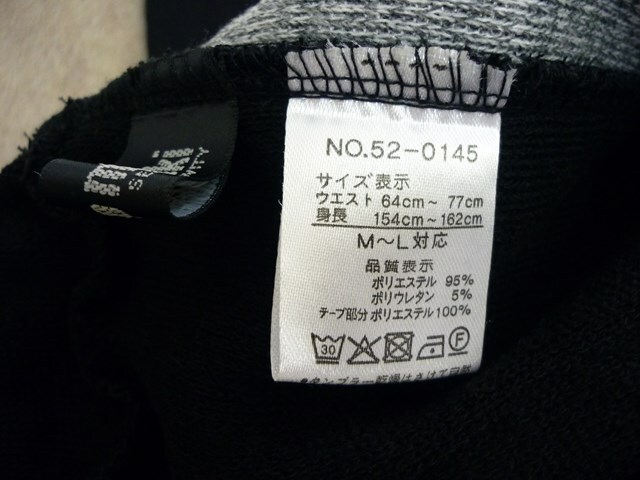 NO.52-0145
サイズ表示
ウエスト 64cm～ 77cm
身長 154cm～162cm
M～L対応
品質表示
ポリエステル 95%
ポリウレタン 5%
テープ部分 ポリエステル100%
30
F